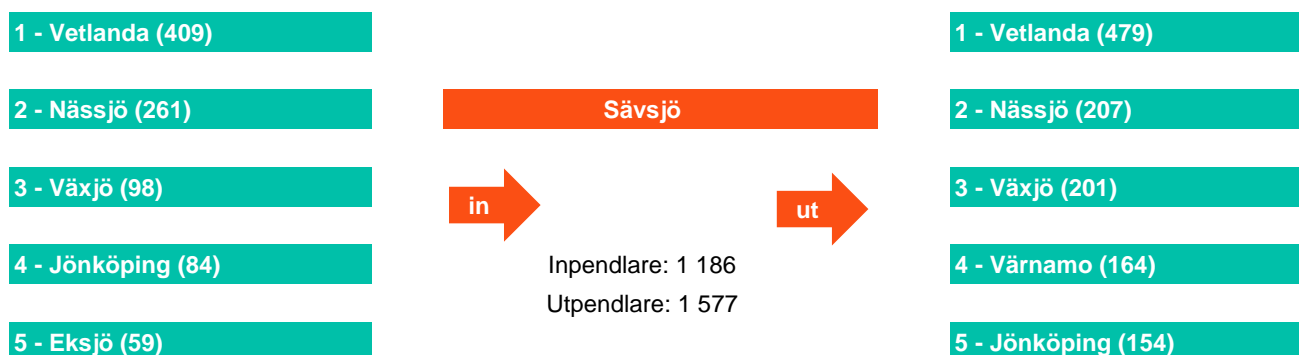 1 - Vetlanda (409)
2 - Nässjö (261)
3 - Växjö (98)
4 - Jönköping (84)
5 - Eksjö (59)
Sävsjö
in
ut
Inpendlare: 1 186
Utpendlare: 1 577
1 - Vetlanda (479)
2 - Nässjö (207)
3 - Växjö (201)
4 - Värnamo (164)
5 - Jönköping (154)